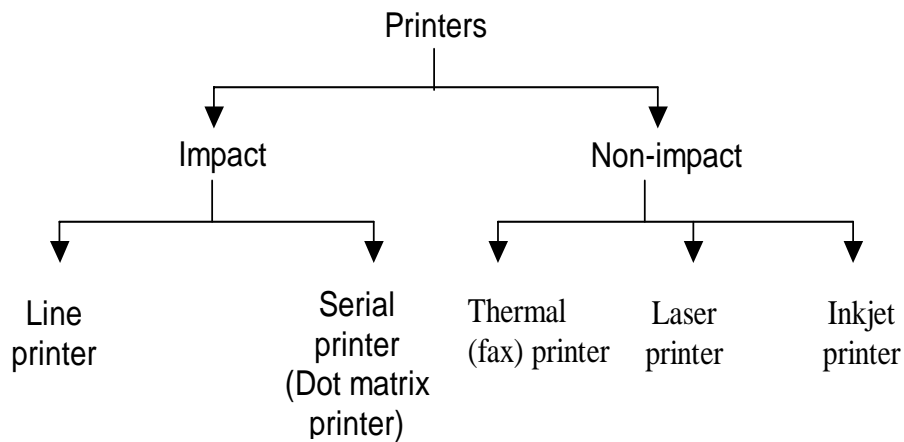 Printers
Impact
Non-impact
Line
printer
Serial
printer
(Dot matrix
printer)
Thermal
(fax) printer
Laser
printer
Inkjet
printer